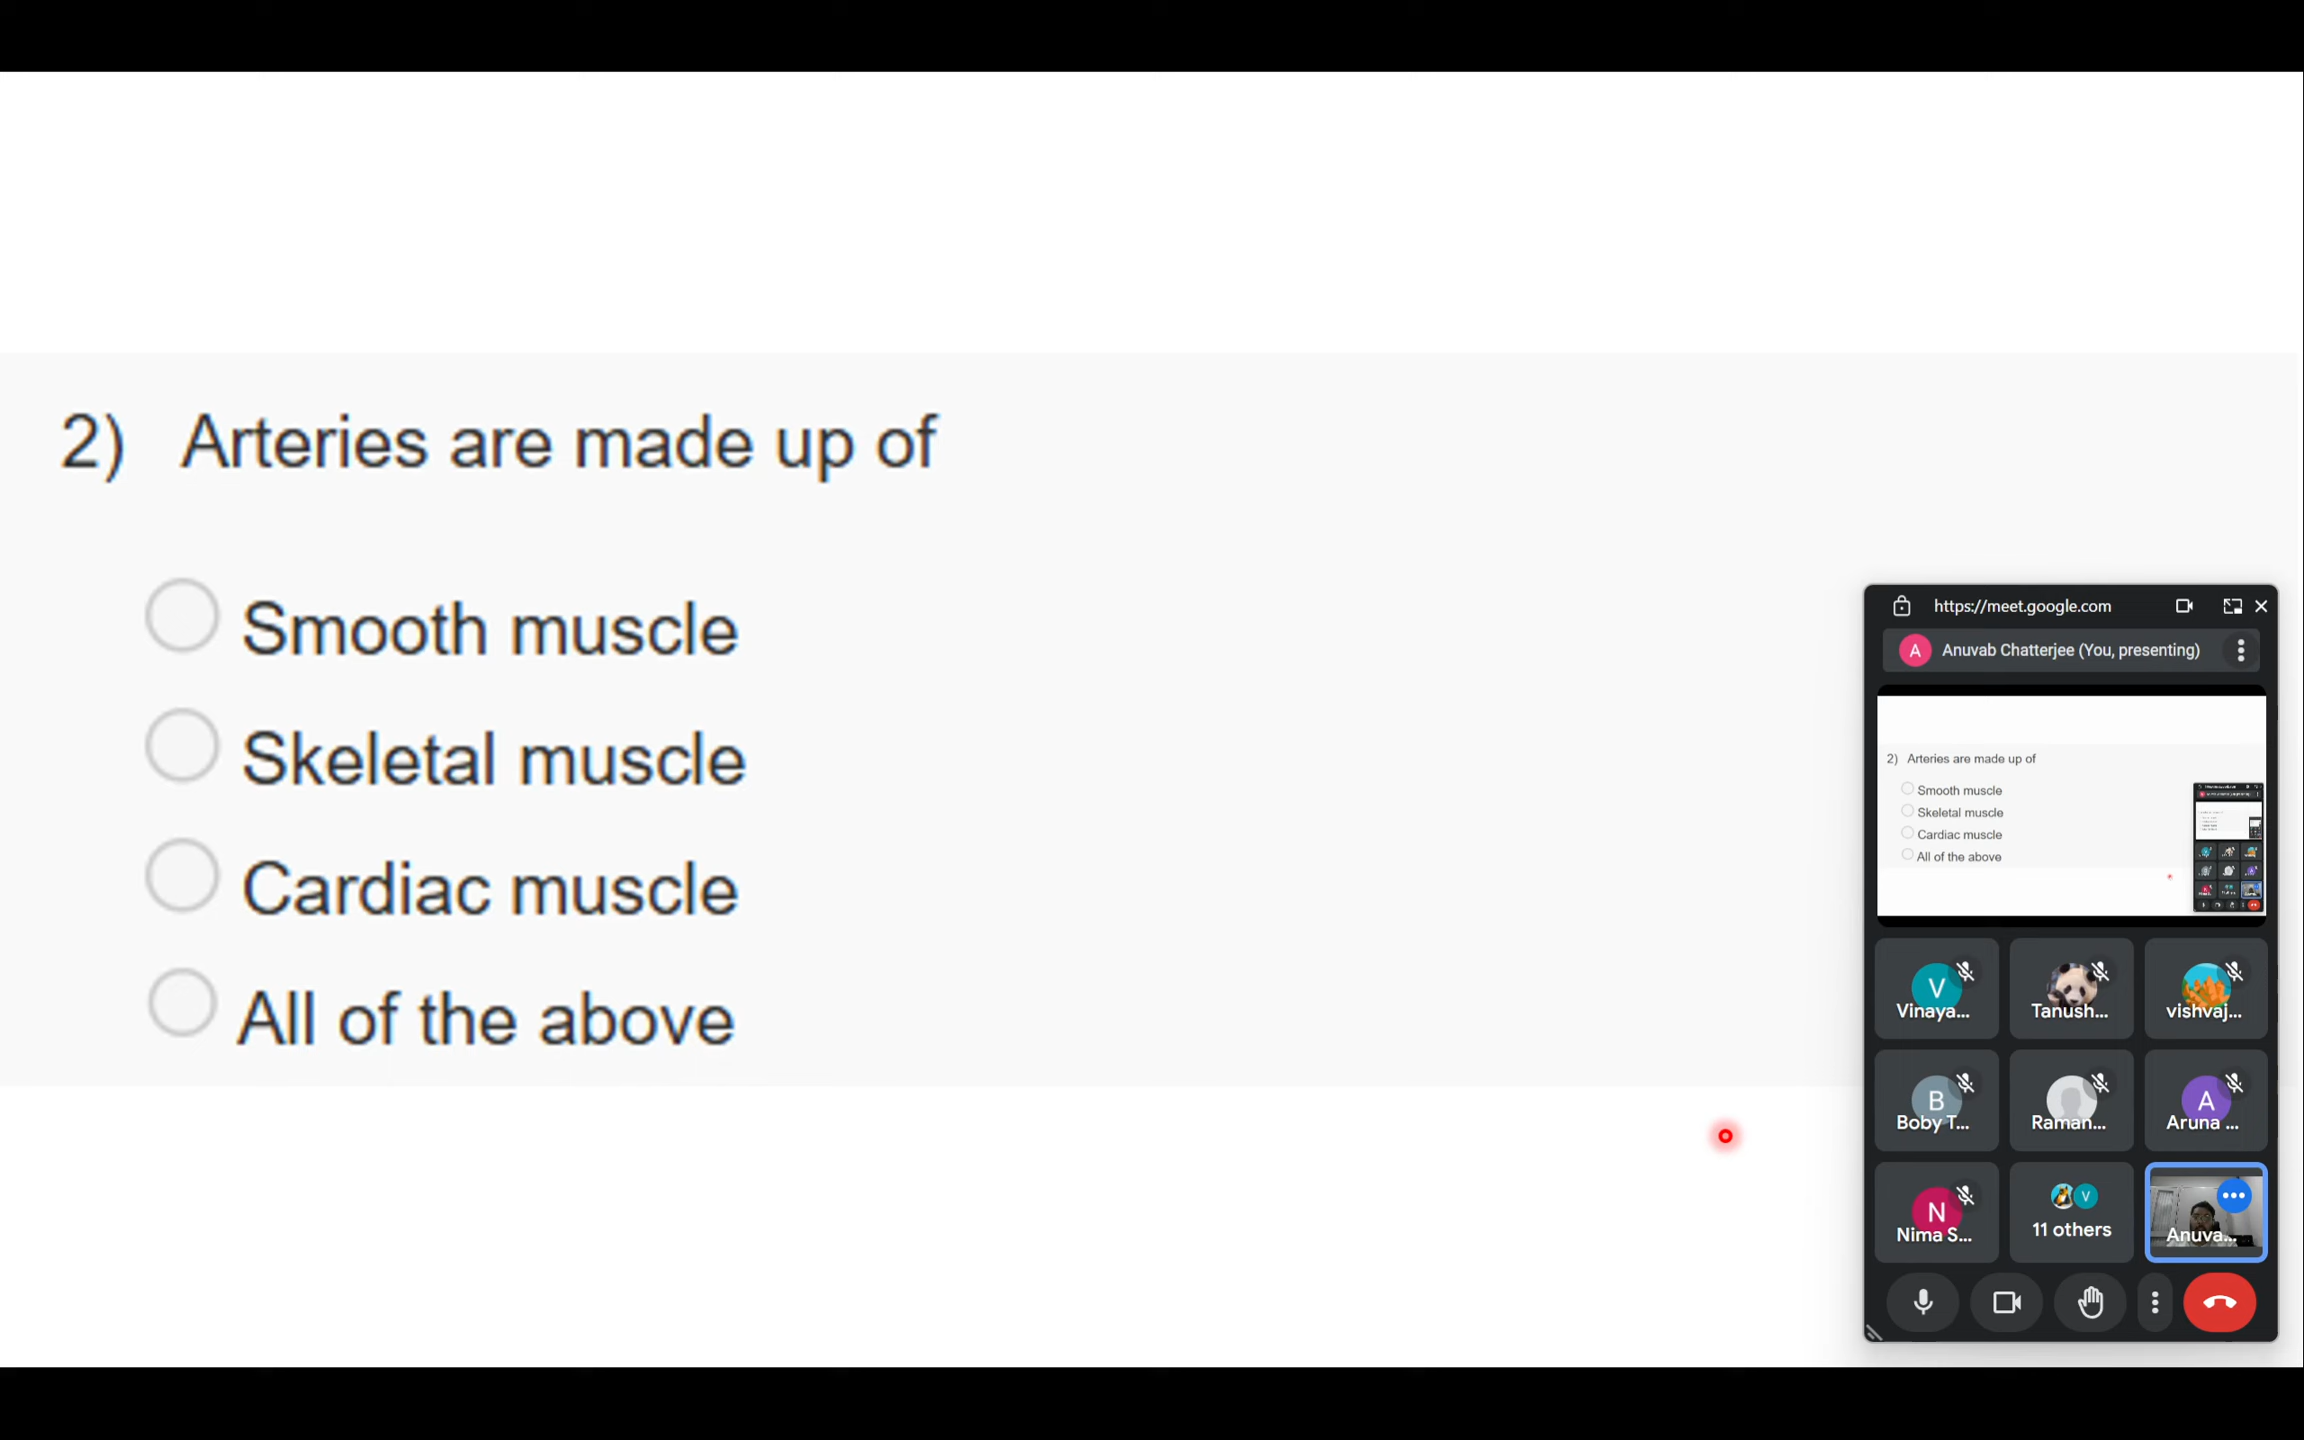 2) Arteries are made up of
Smooth muscle
Skeletal muscle
Cardiac muscle
All of the above
https://meet.google.com
A Anuvab Chatterjee (You, presenting)
2) Arteries are made up of
Smooth muscle
Skeletal muscle
Cardiac muscle
All of the above
V
Vinaya...
Tanush...
vishvaj...
B
Boby T...
Raman...
A
Aruna ...
N
Nima S...
V
11 others
Anuva...